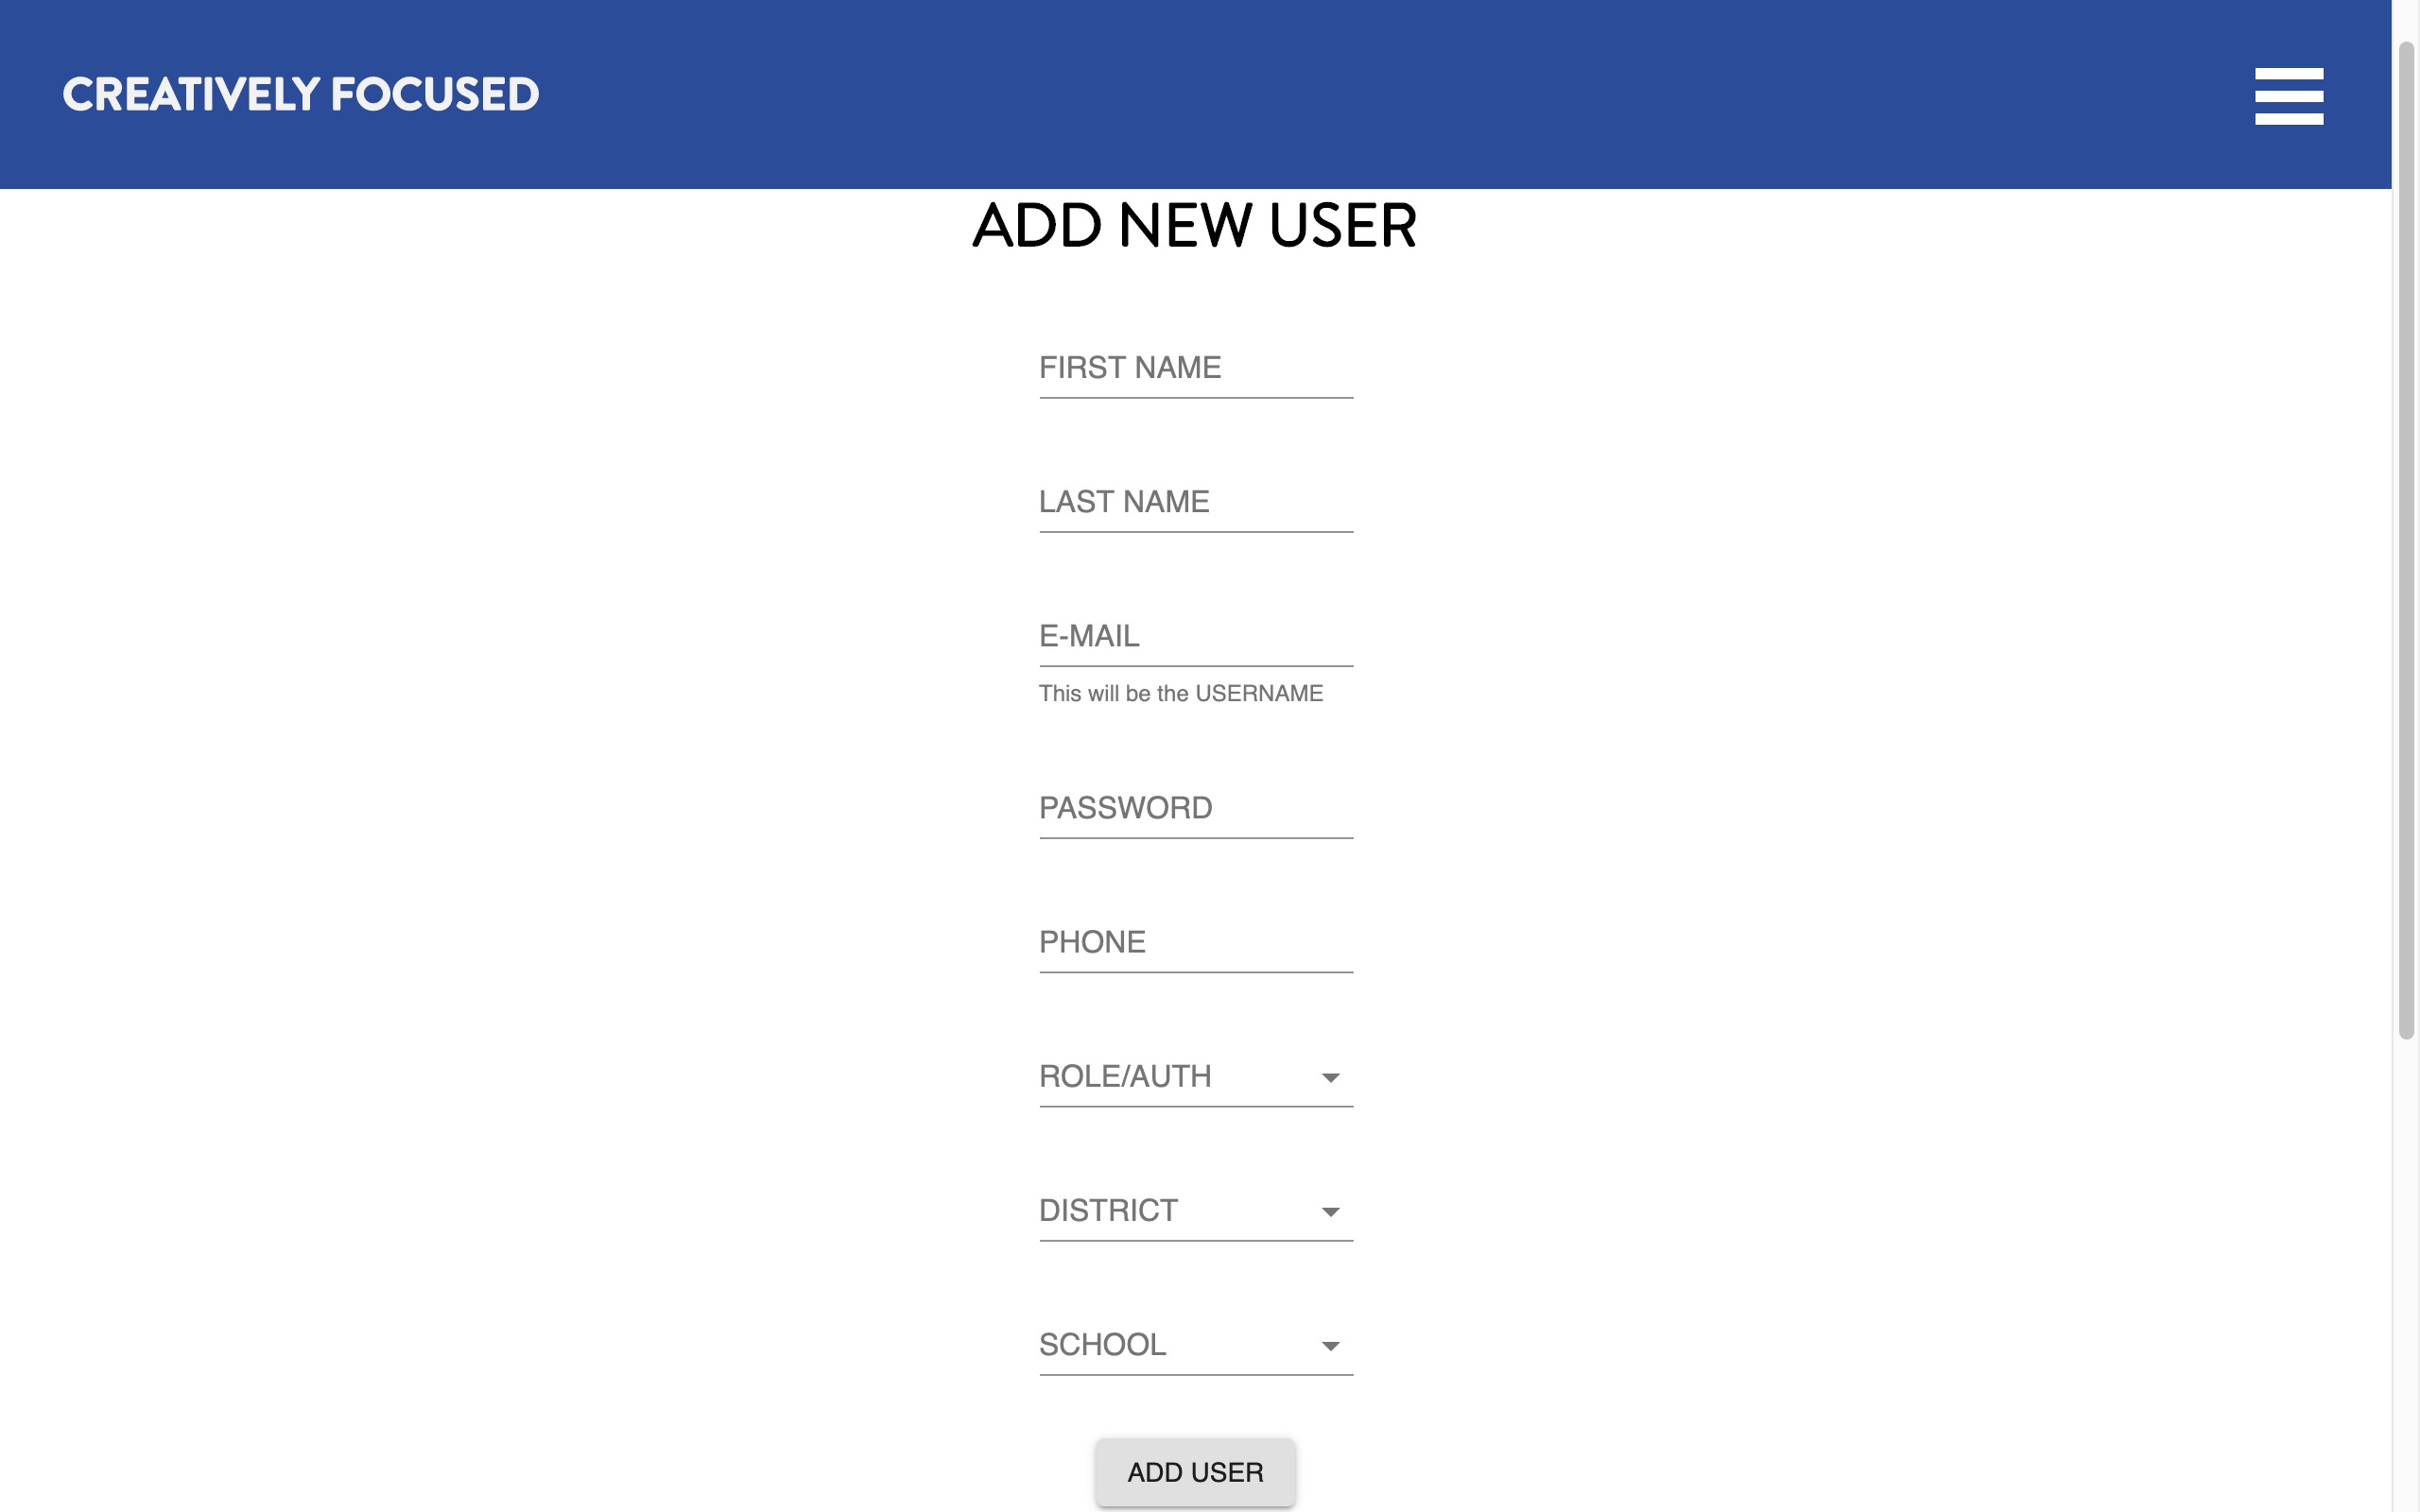 CREATIVELY FOCUSED
ADD NEW USER
FIRST NAME
LAST NAME
E-MAIL
This will be the USERNAME
PASSWORD
PHONE
ROLE/AUTH
DISTRICT
SCHOOL
ADD USER